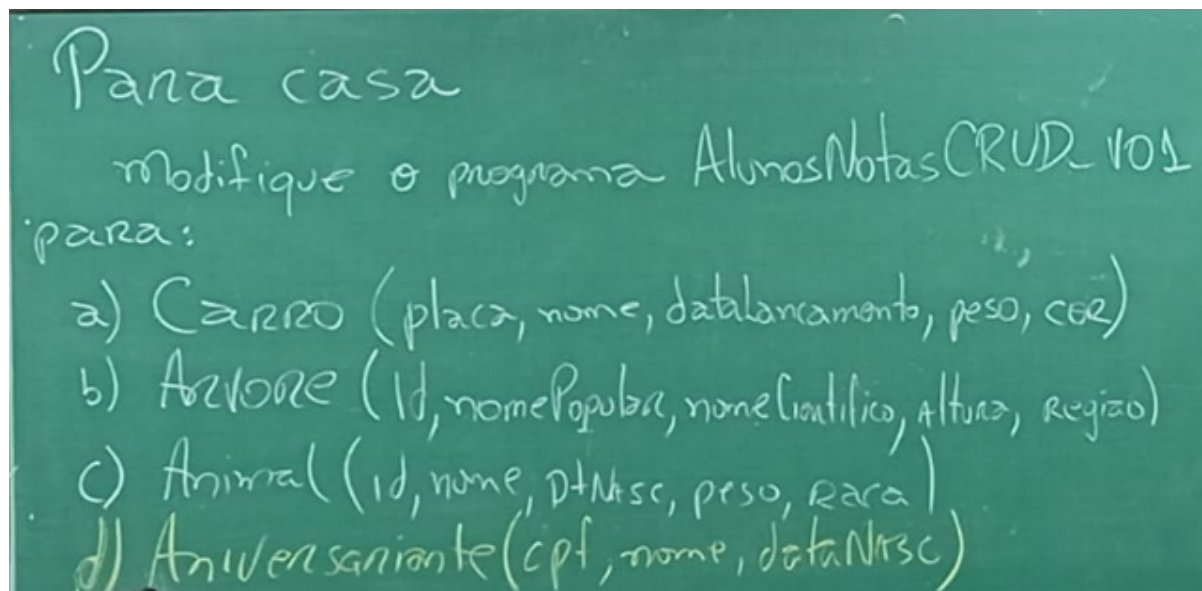 Para casa
modifique o programa AlunosNotasCRUD_V01
para:
a) Carro (placa, nome, dataLancamento, peso, cor)
b) Arvore (Id, nomePopular, nomeCientifico, Altura, Regiao)
c) Animal (id, nome, DtNasc, peso, Raca)
d) Aniversariante (cpf, nome, dataNasc)